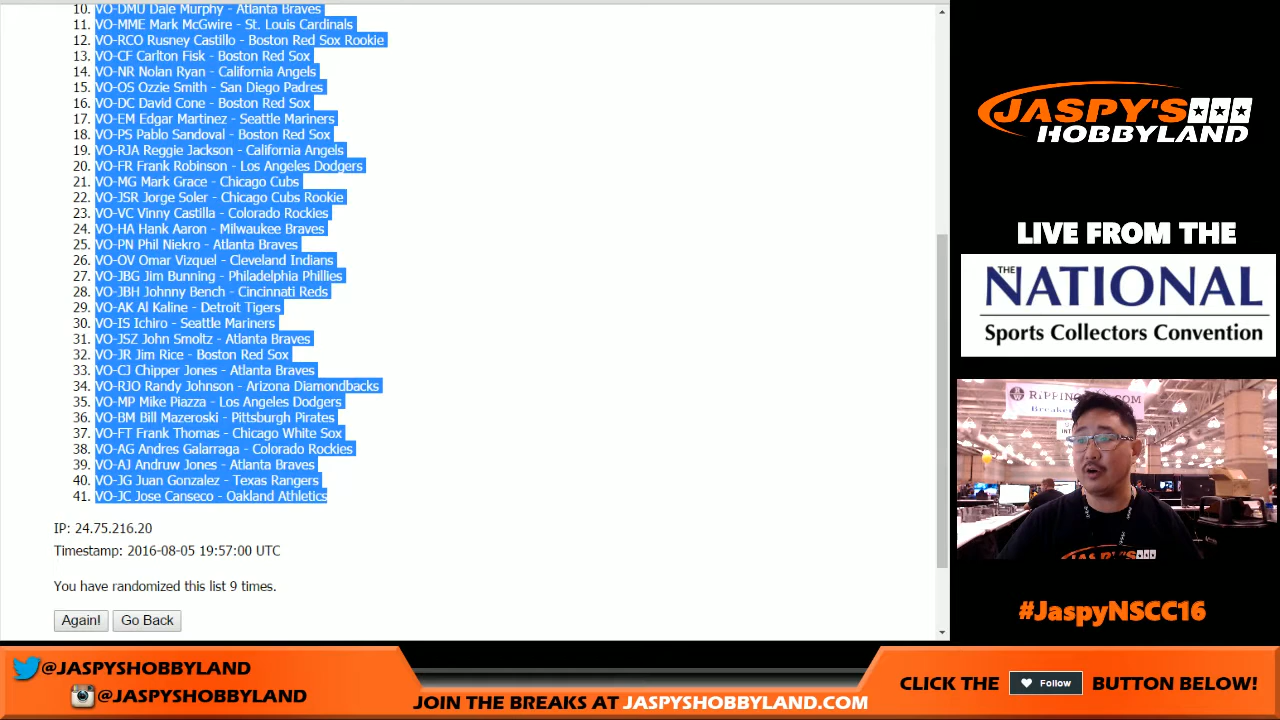 10. VO-DMU Dale Murphy - Atlanta Braves
11. VO-MME Mark McGwire - St. Louis Cardinals
12. VO-RCO Rusney Castillo - Boston Red Sox Rookie
13. VO-CF Carlton Fisk - Boston Red Sox
14. VO-NR Nolan Ryan - California Angels
15. VO-OS Ozzie Smith - San Diego Padres
16. VO-DC David Cone - Boston Red Sox
17. VO-EM Edgar Martinez - Seattle Mariners
18. VO-PS Pablo Sandoval - Boston Red Sox
19. VO-RJA Reggie Jackson - California Angels
20. VO-FR Frank Robinson - Los Angeles Dodgers
21. VO-MG Mark Grace - Chicago Cubs
22. VO-JSR Jorge Soler - Chicago Cubs Rookie
23. VO-VC Vinny Castilla - Colorado Rockies
24. VO-HA Hank Aaron - Milwaukee Braves
25. VO-PN Phil Niekro - Atlanta Braves
26. VO-OV Omar Vizquel - Cleveland Indians
27. VO-JBG Jim Bunning - Philadelphia Phillies
28. VO-JBH Johnny Bench - Cincinnati Reds
29. VO-AK Al Kaline - Detroit Tigers
30. VO-IS Ichiro - Seattle Mariners
31. VO-JSZ John Smoltz - Atlanta Braves
32. VO-JR Jim Rice - Boston Red Sox
33. VO-CJ Chipper Jones - Atlanta Braves
34. VO-RJO Randy Johnson - Arizona Diamondbacks
35. VO-MP Mike Piazza - Los Angeles Dodgers
36. VO-BM Bill Mazeroski - Pittsburgh Pirates
37. VO-FT Frank Thomas - Chicago White Sox
38. VO-AG Andres Galarraga - Colorado Rockies
39. VO-AJ Andruw Jones - Atlanta Braves
40. VO-JG Juan Gonzalez - Texas Rangers
41. VO-JC Jose Canseco - Oakland Athletics
IP: 24.75.216.20
Timestamp: 2016-08-05 19:57:00 UTC
You have randomized this list 9 times.
Again! Go Back
JASPY'S
HOBBYLAND
LIVE FROM THE
THE NATIONAL
Sports Collectors Convention
JASPY'S
#JaspyNSCC16
@JASPYSHOBBYLAND
@JASPYSHOBBYLAND
JOIN THE BREAKS AT JASPYSHOBBYLAND.COM
CLICK THE Follow BUTTON BELOW!